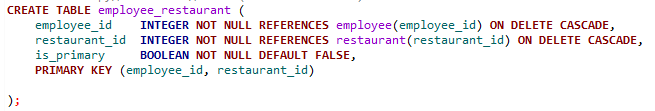 CREATE TABLE employee_restaurant (
    employee_id    INTEGER NOT NULL REFERENCES employee(employee_id) ON DELETE CASCADE,
    restaurant_id  INTEGER NOT NULL REFERENCES restaurant(restaurant_id) ON DELETE CASCADE,
    is_primary     BOOLEAN NOT NULL DEFAULT FALSE,
    PRIMARY KEY (employee_id, restaurant_id)
);